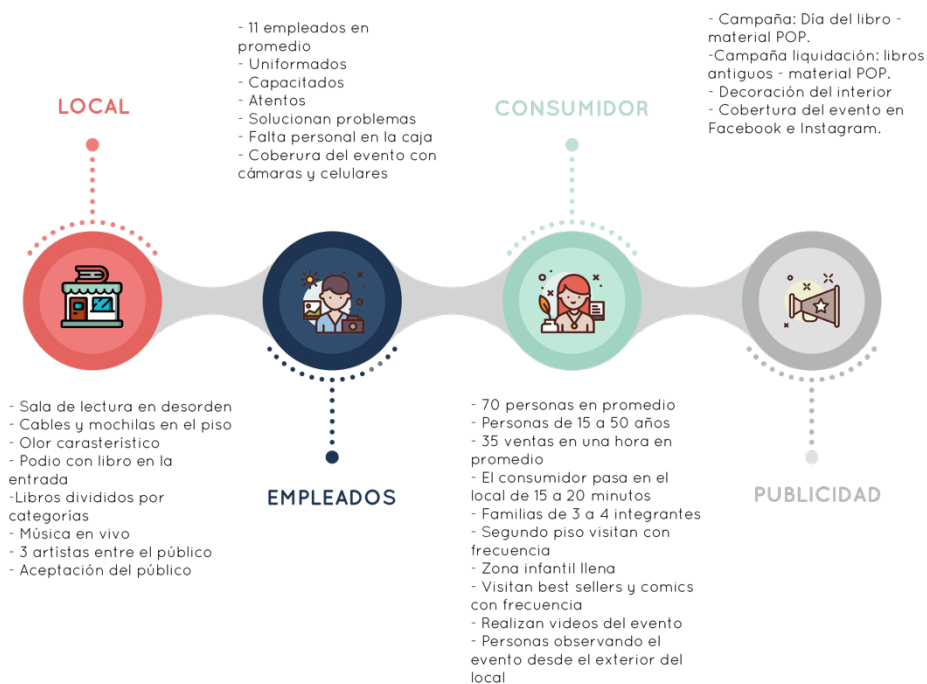 LOCAL
- Sala de lectura en desorden
- Cables y mochilas en el piso
- Olor carasterístico
- Podio con libro en la
entrada
-Libros divididos por
categorías
- Música en vivo
- 3 artístas entre el público
- Aceptación del público
- 11 empleados en
promedio
- Uniformados
- Capacitados
- Atentos
- Solucionan problemas
- Falta personal en la caja
- Coberura del evento con
cámaras y celulares
EMPLEADOS
CONSUMIDOR
- 70 personas en promedio
- Personas de 15 a 50 años
- 35 ventas en una hora en
promedio
- El consumidor pasa en el
local de 15 a 20 minutos
- Familias de 3 a 4 integrantes
- Segundo piso visitan con
frecuencia
- Zona infantil llena
- Visitan best sellers y comics
con frecuencia
- Realizan videos del evento
- Personas observando el
evento desde el exterior del
local
- Campaña: Día del libro -
material POP.
-Campaña liquidación: libros
antiguos - material POP.
- Decoración del interior
- Cobertura del evento en
Facebook e Instagram.
PUBLICIDAD